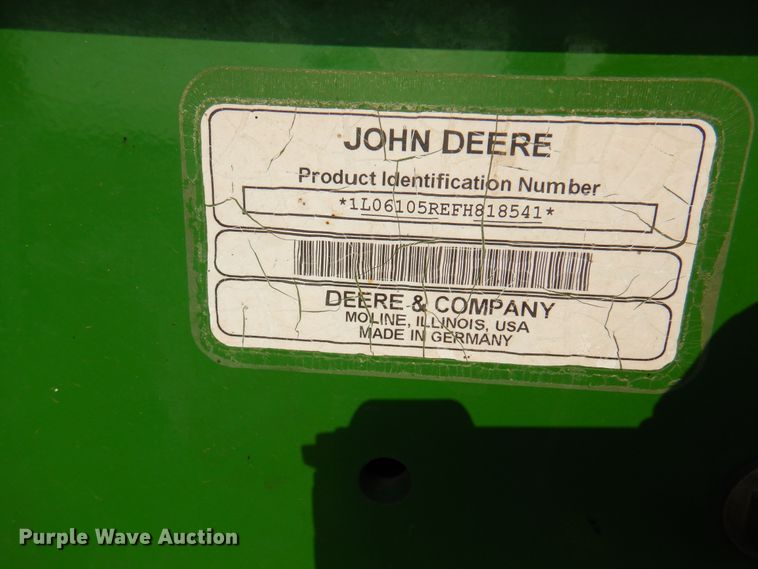 JOHN DEERE
Product Identification Number
*1L06105REFH818541*
DEERE & COMPANY
MOLINE, ILLINOIS, USA
MADE IN GERMANY
Purple Wave Auction